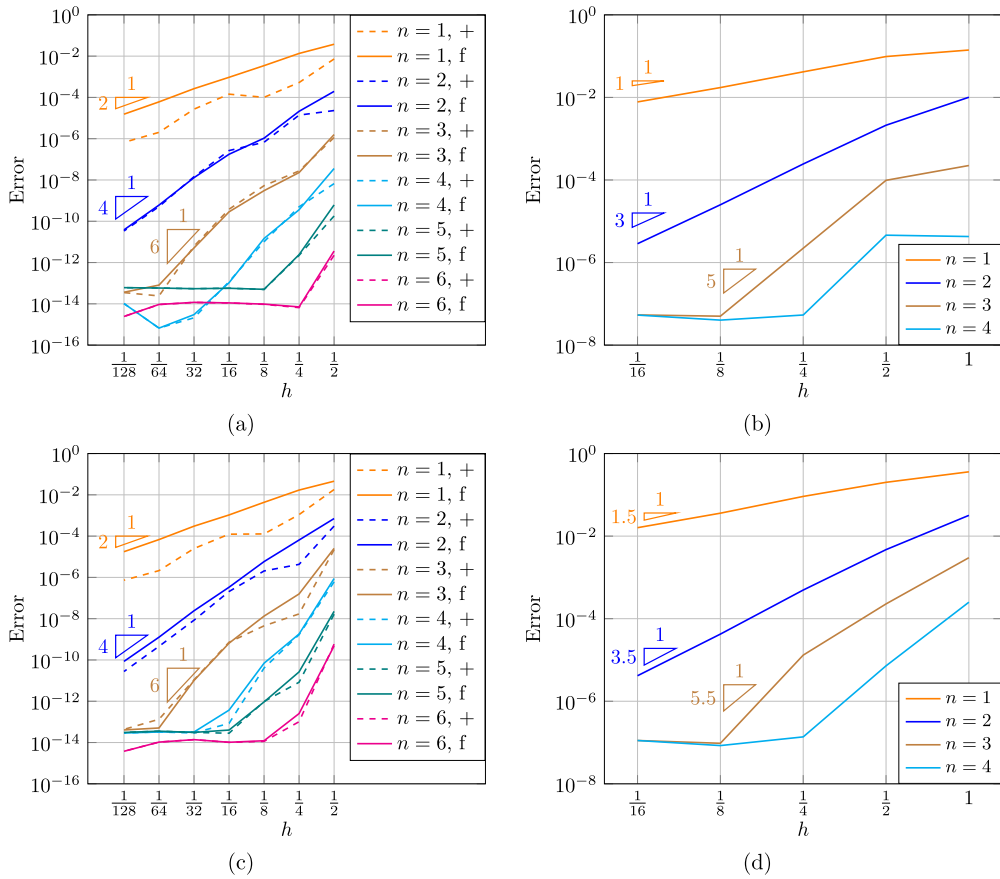 10^0
10^−2
10^−4
10^−6
10^−8
10^−10
10^−12
10^−14
10^−16
Error
1
2
1
4
1
6
1/128 1/64 1/32 1/16 1/8 1/4 1/2
h
n = 1, +
n = 1, f
n = 2, +
n = 2, f
n = 3, +
n = 3, f
n = 4, +
n = 4, f
n = 5, +
n = 5, f
n = 6, +
n = 6, f
(a)
10^0
10^−2
10^−4
10^−6
10^−8
Error
1
1
1
3
1
5
1/16 1/8 1/4 1/2 1
h
n = 1
n = 2
n = 3
n = 4
(b)
10^0
10^−2
10^−4
10^−6
10^−8
10^−10
10^−12
10^−14
10^−16
Error
1
2
1
4
1
6
1/128 1/64 1/32 1/16 1/8 1/4 1/2
h
n = 1, +
n = 1, f
n = 2, +
n = 2, f
n = 3, +
n = 3, f
n = 4, +
n = 4, f
n = 5, +
n = 5, f
n = 6, +
n = 6, f
(c)
10^0
10^−2
10^−4
10^−6
10^−8
Error
1
1.5
1
3.5
1
5.5
1/16 1/8 1/4 1/2 1
h
n = 1
n = 2
n = 3
n = 4
(d)